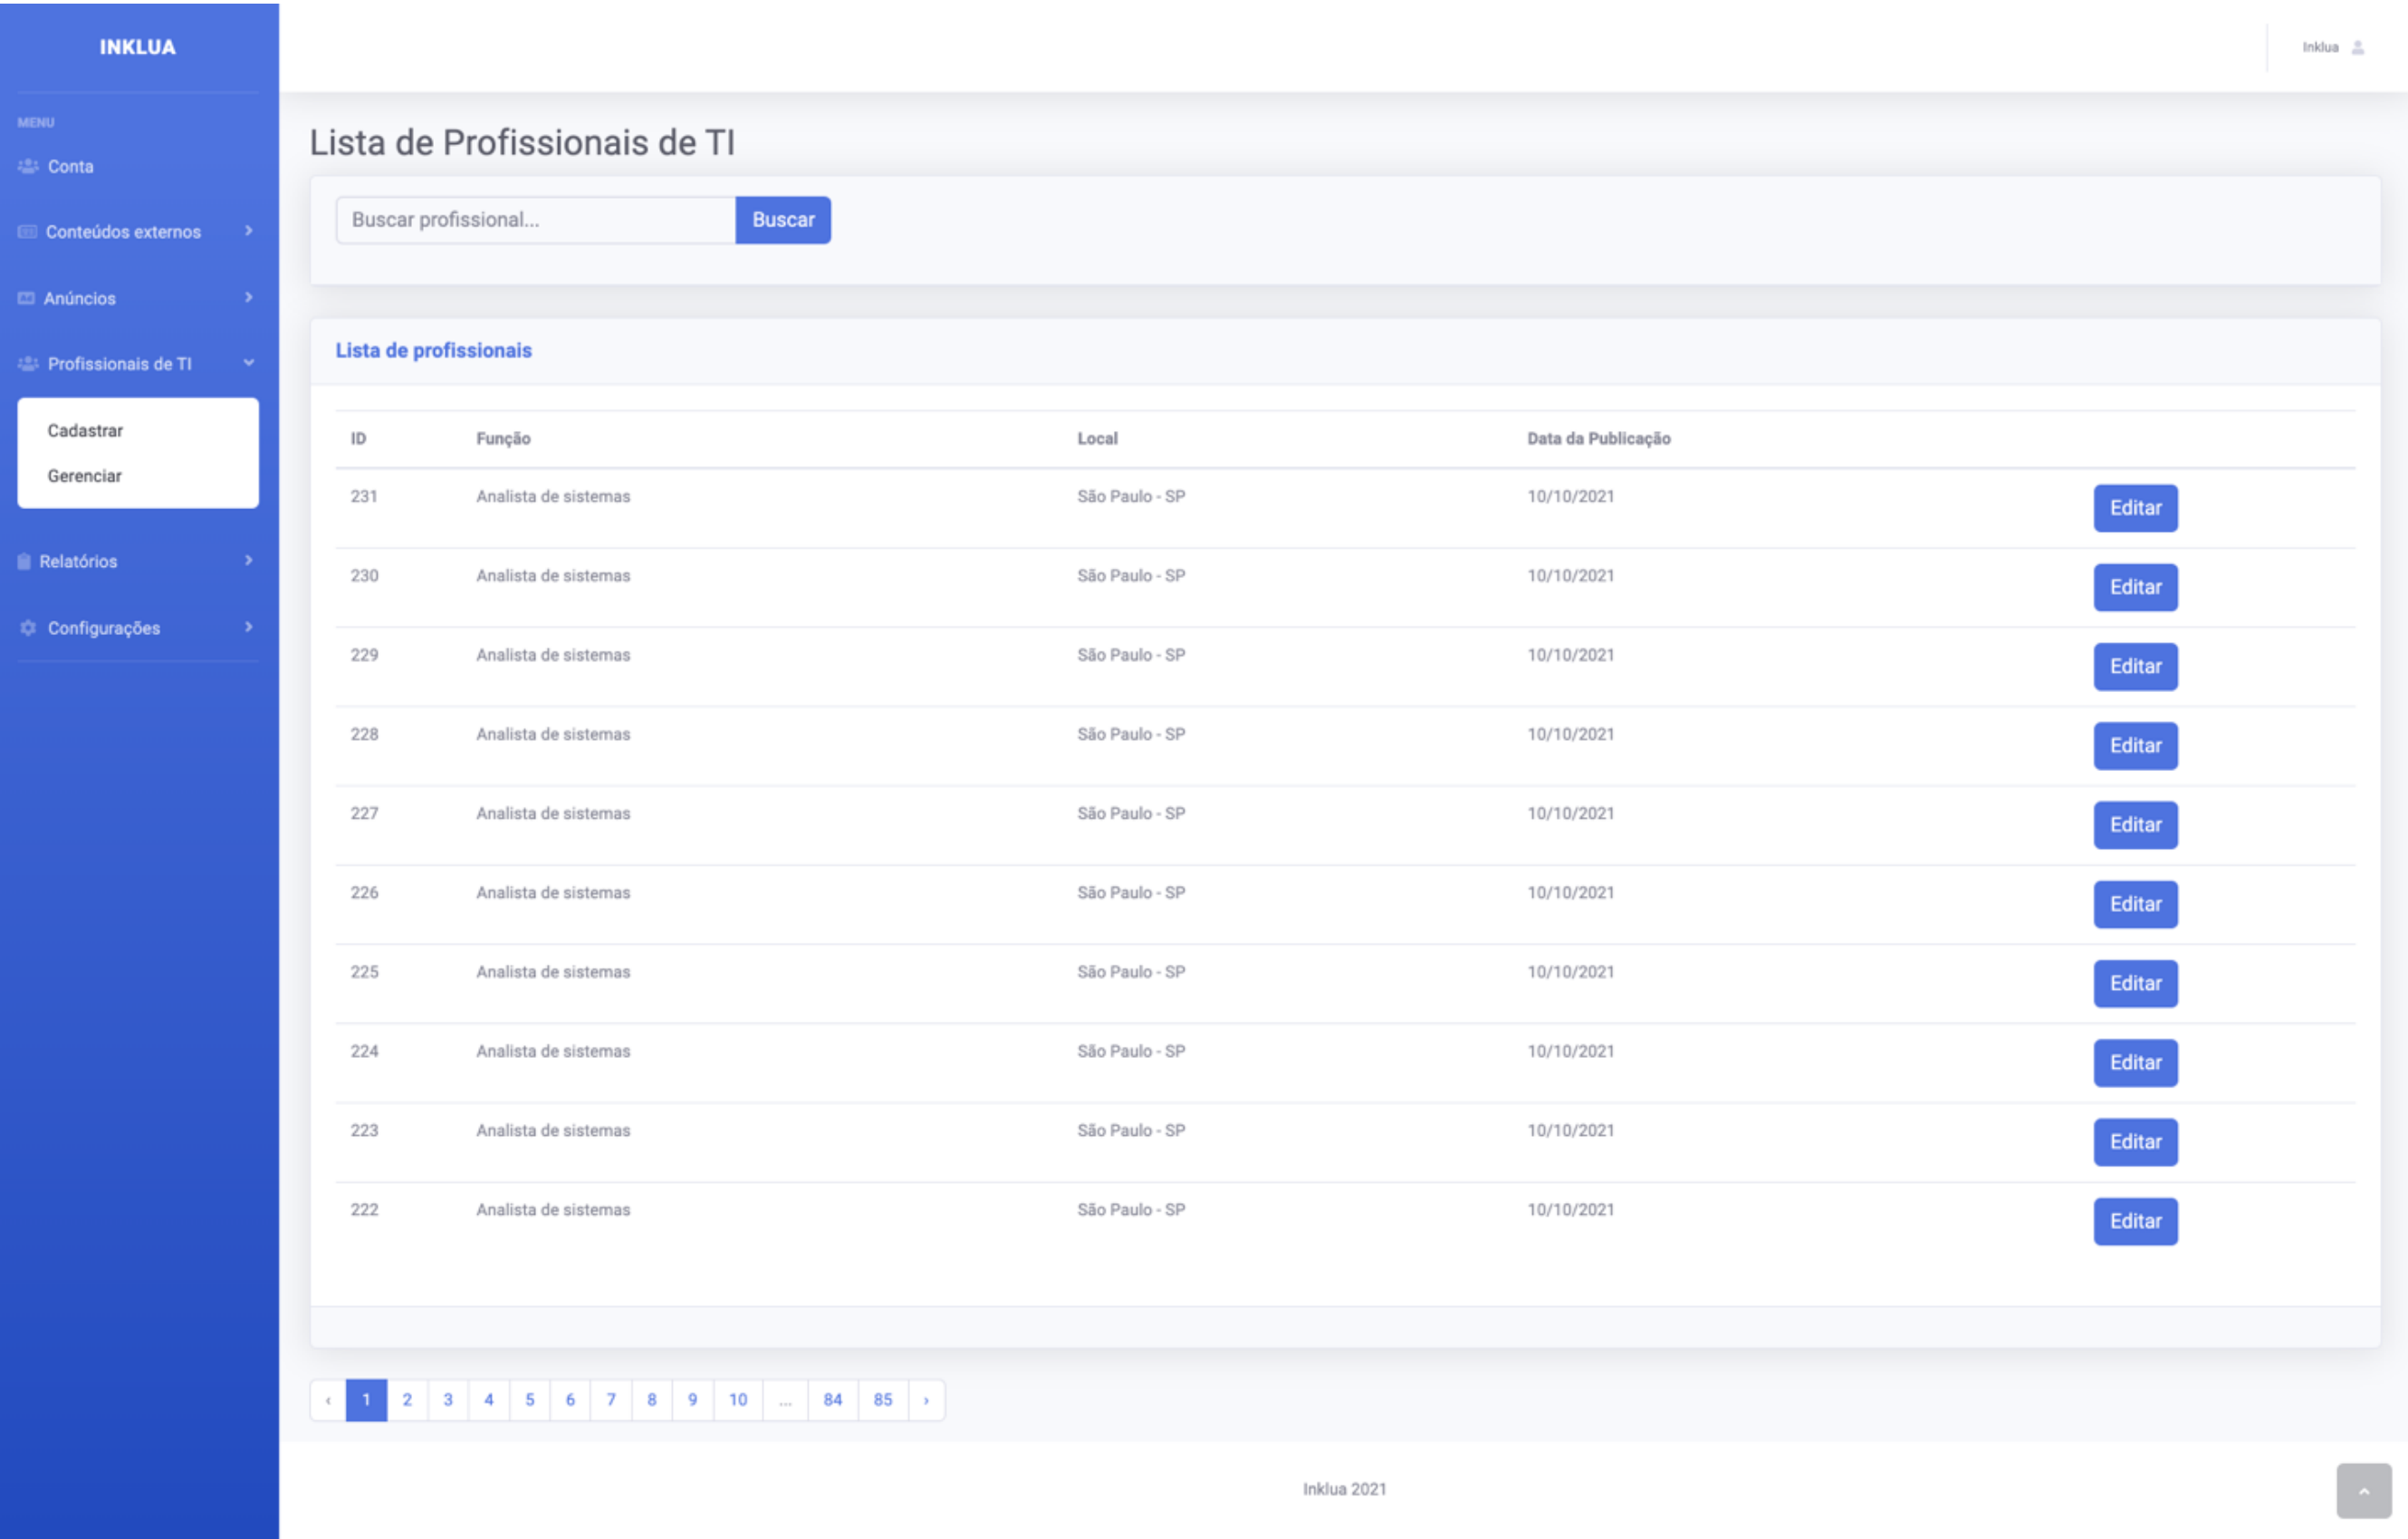 INKLUA
Inklua
MENU
Conta
Conteúdos externos
Anúncios
Profissionais de TI
Cadastrar
Gerenciar
Relatórios
Configurações
Lista de Profissionais de TI
Buscar profissional... Buscar
Lista de profissionais
ID Função Local Data da Publicação
231 Analista de sistemas São Paulo - SP 10/10/2021 Editar
230 Analista de sistemas São Paulo - SP 10/10/2021 Editar
229 Analista de sistemas São Paulo - SP 10/10/2021 Editar
228 Analista de sistemas São Paulo - SP 10/10/2021 Editar
227 Analista de sistemas São Paulo - SP 10/10/2021 Editar
226 Analista de sistemas São Paulo - SP 10/10/2021 Editar
225 Analista de sistemas São Paulo - SP 10/10/2021 Editar
224 Analista de sistemas São Paulo - SP 10/10/2021 Editar
223 Analista de sistemas São Paulo - SP 10/10/2021 Editar
222 Analista de sistemas São Paulo - SP 10/10/2021 Editar
‹ 1 2 3 4 5 6 7 8 9 10 ... 84 85 ›
Inklua 2021